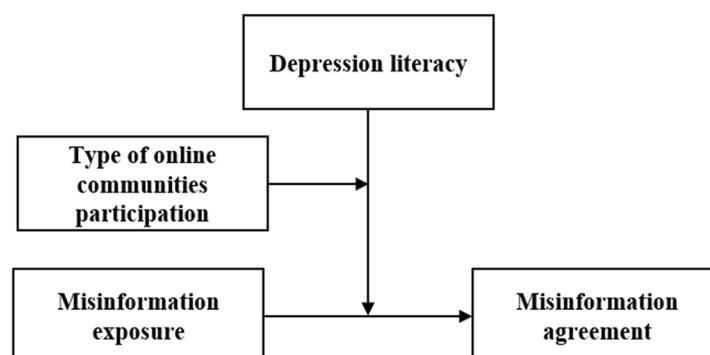 Depression literacy
Type of online
communities
participation
Misinformation
exposure
Misinformation
agreement